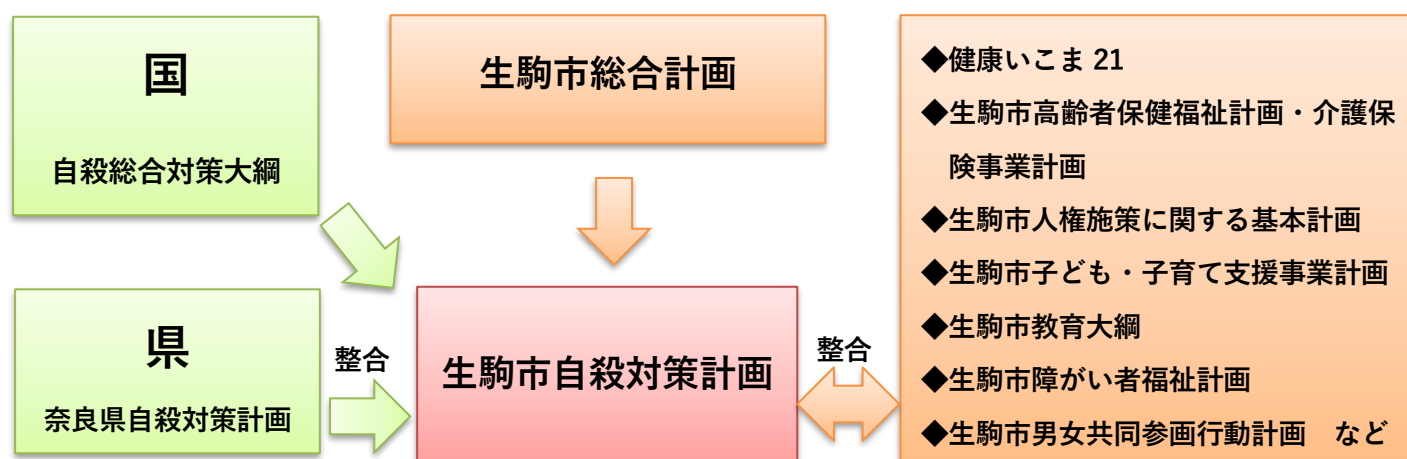 国
自殺総合対策大綱
生駒市総合計画
県
奈良県自殺対策計画
整合
生駒市自殺対策計画
整合
◆健康いこま 21
◆生駒市高齢者保健福祉計画・介護保
険事業計画
◆生駒市人権施策に関する基本計画
◆生駒市子ども・子育て支援事業計画
◆生駒市教育大綱
◆生駒市障がい者福祉計画
◆生駒市男女共同参画行動計画　など